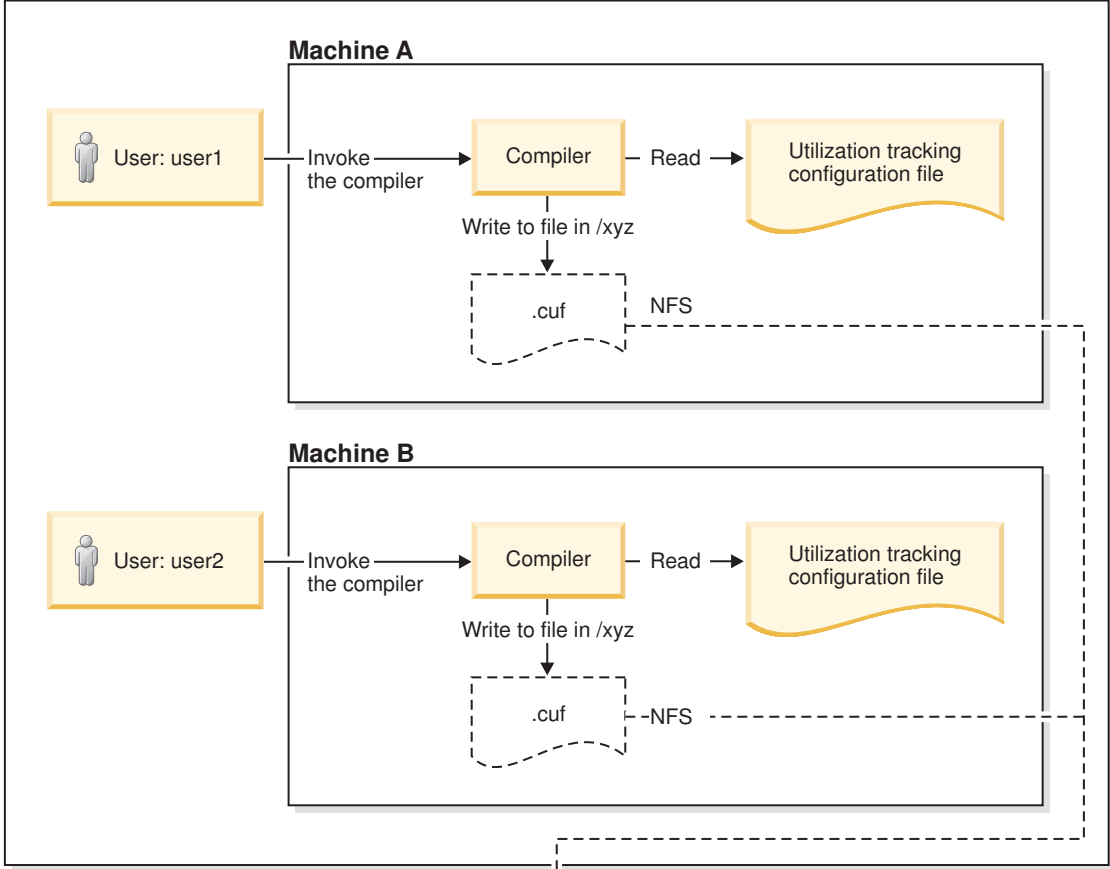 Machine A
User: user1
Invoke
the compiler
Compiler
Read
Utilization tracking
configuration file
Write to file in /xyz
.cuf
NFS
Machine B
User: user2
Invoke
the compiler
Compiler
Read
Utilization tracking
configuration file
Write to file in /xyz
.cuf
NFS